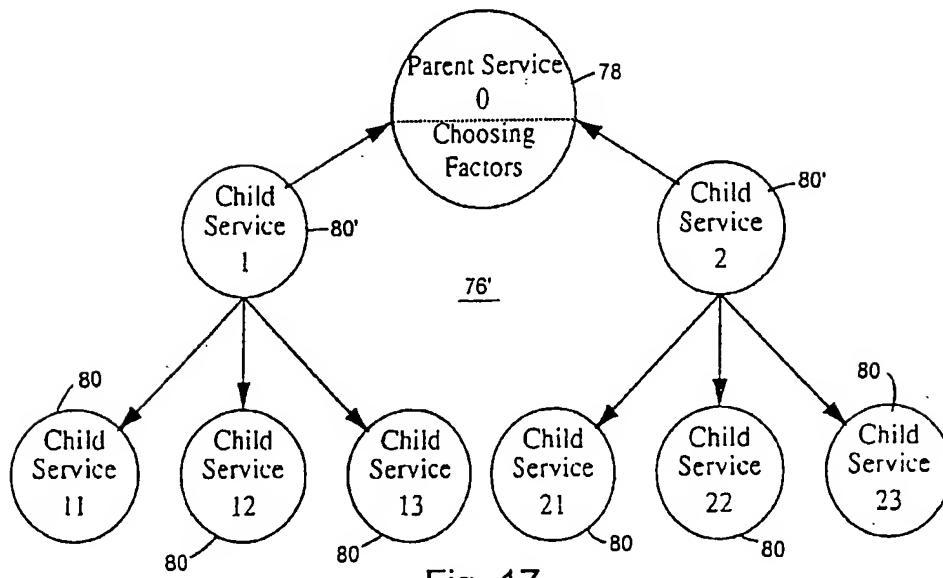 Parent Service
0
Choosing
Factors
78
Child
Service
1
80'
Child
Service
2
80'
76'
Child
Service
11
80
Child
Service
12
80
Child
Service
13
80
Child
Service
21
80
Child
Service
22
80
Child
Service
23
80
Fig. 17